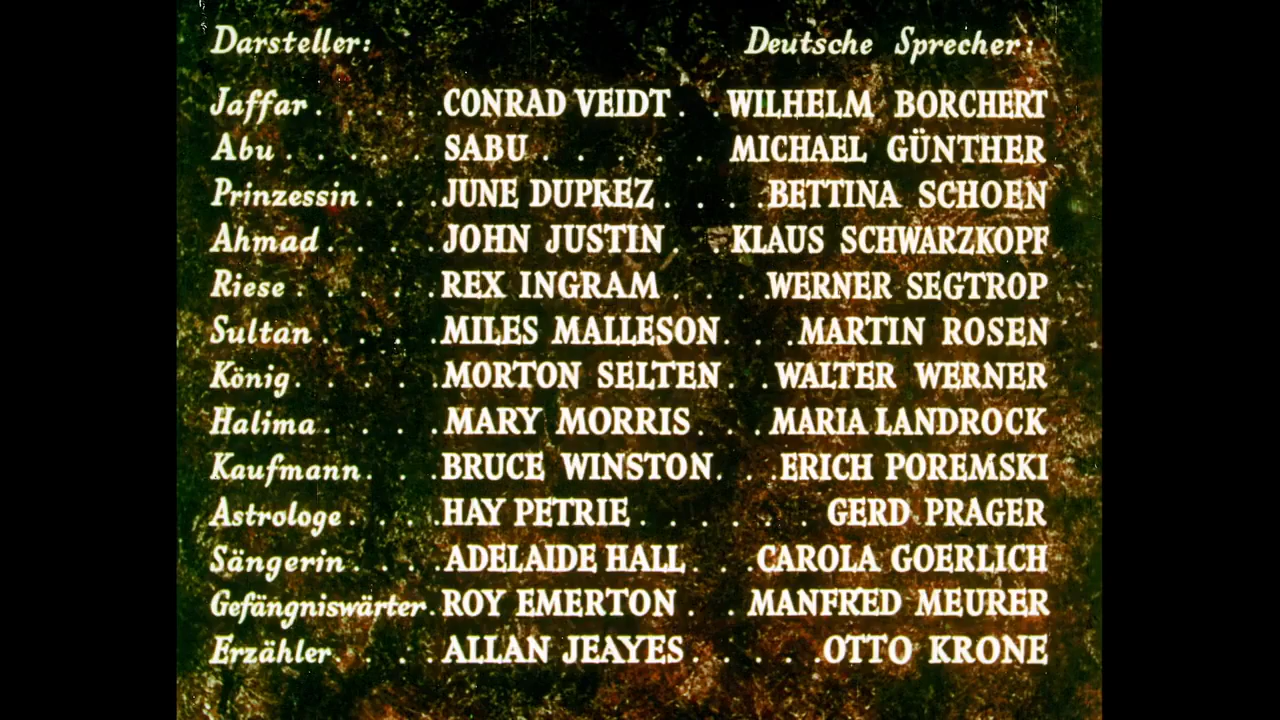 Darsteller: Deutsche Sprecher:
Jaffar . . . . . CONRAD VEIDT . . WILHELM BORCHERT
Abu . . . . . SABU . . . . . MICHAEL GÜNTHER
Prinzessin . . . JUNE DUPREZ . . . . BETTINA SCHOEN
Ahmad . . . . JOHN JUSTIN . . KLAUS SCHWARZKOPF
Riese . . . . . REX INGRAM . . . . WERNER SEGTROP
Sultan . . . . MILES MALLESON . . . MARTIN ROSEN
König . . . . . MORTON SELTEN . . WALTER WERNER
Halima . . . . MARY MORRIS . . . MARIA LANDROCK
Kaufmann . . . BRUCE WINSTON . . . ERICH POREMSKI
Astrologe . . . . HAY PETRIE . . . . . . GERD PRAGER
Sängerin . . . . ADELAIDE HALL . . . CAROLA GOERLICH
Gefängniswärter . ROY EMERTON . . MANFRED MEURER
Erzähler . . . . ALLAN JEAYES . . . . . OTTO KRONE